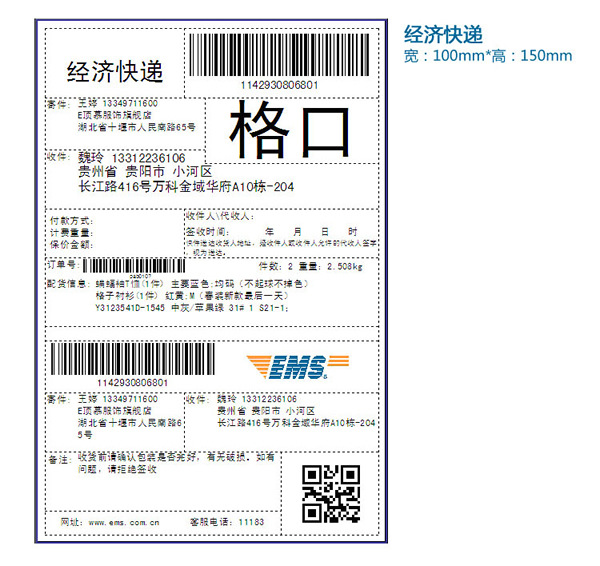 经济快递
宽：100mm*高：150mm
经济快递
1142930806801
寄件：王婷 13349711600
E顶慕服饰旗舰店
湖北省十堰市人民商路65号
格口
收件：魏玲 13312236106
贵州省 贵阳市 小河区
长江路416号万科金域华府A10栋-204
付款方式：
计费重量：
保价金额：
收件人\代收人：
签收时间： 年 月 日 时
快件送达收货人地址，经收件人或收件人允许的代收人签字
，视为送达。
订单号：
件数：2 重量：2.508kg
配货信息：蝙蝠袖T恤(1件) 主要蓝色:均码（不起球不掉色）
格子衬衫(1件) 红黄:M（春装新款最后一天）
Y3123541D-1545 中灰/苹果绿 31# 1 S21-1;
EMS
1142930806801
寄件：王婷 13349711600
E顶慕服饰旗舰店
湖北省十堰市人民商路6
5号
收件：魏玲 13312236106
贵州省 贵阳市 小河区
长江路416号万科金域华府A10栋-204
备注：收货前请确认包装是否完好，有无破损。如有
问题，请拒绝签收
网址：www.ems.com.cn 客服电话：11183